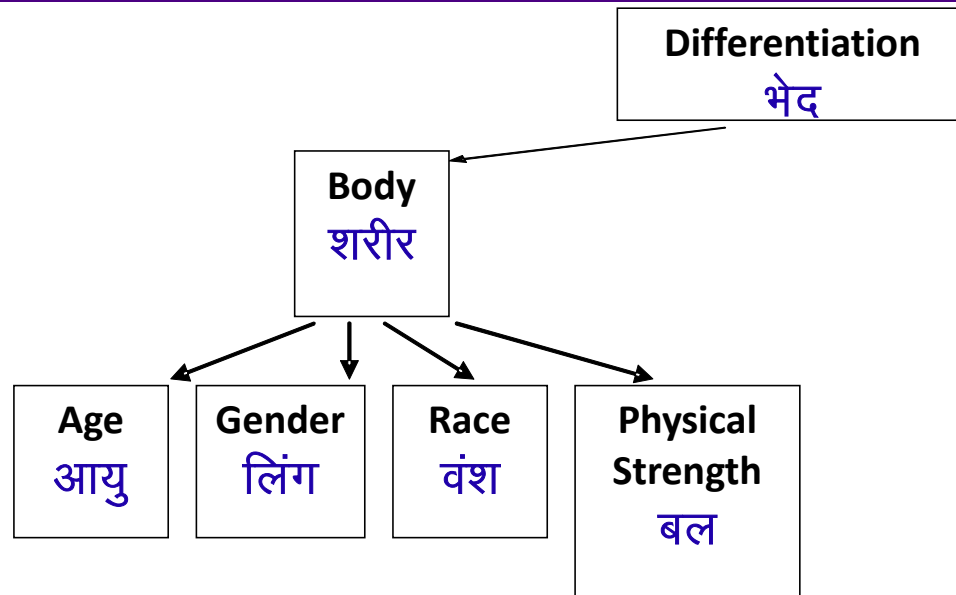 Differentiation
भेद
Body
शरीर
Age
आयु
Gender
लिंग
Race
वंश
Physical
Strength
बल